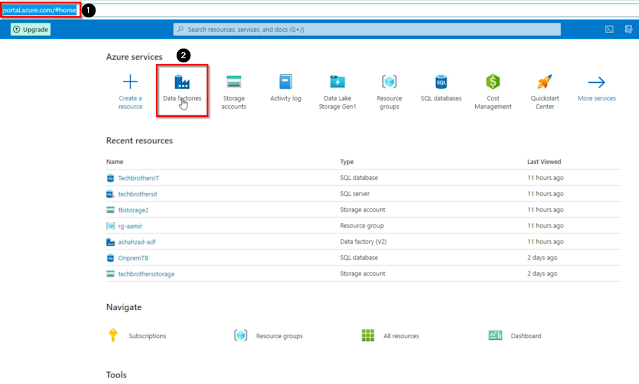 portal.azure.com/#home
1
Upgrade
Search resources, services, and docs (G+/)
Azure services
2
Create a resource
Data factories
Storage accounts
Activity log
Data Lake Storage Gen1
Resource groups
SQL databases
Cost Management
Quickstart Center
More services
Recent resources
Name Type Last Viewed
TechbrothersIT SQL database 11 hours ago
techbrothersit SQL server 11 hours ago
tbstorage2 Storage account 11 hours ago
rg-aamir Resource group 11 hours ago
ashahzad-adf Data factory (V2) 11 hours ago
OnpremTB SQL database 2 days ago
techbrothersstorage Storage account 2 days ago
Navigate
Subscriptions Resource groups All resources Dashboard
Tools